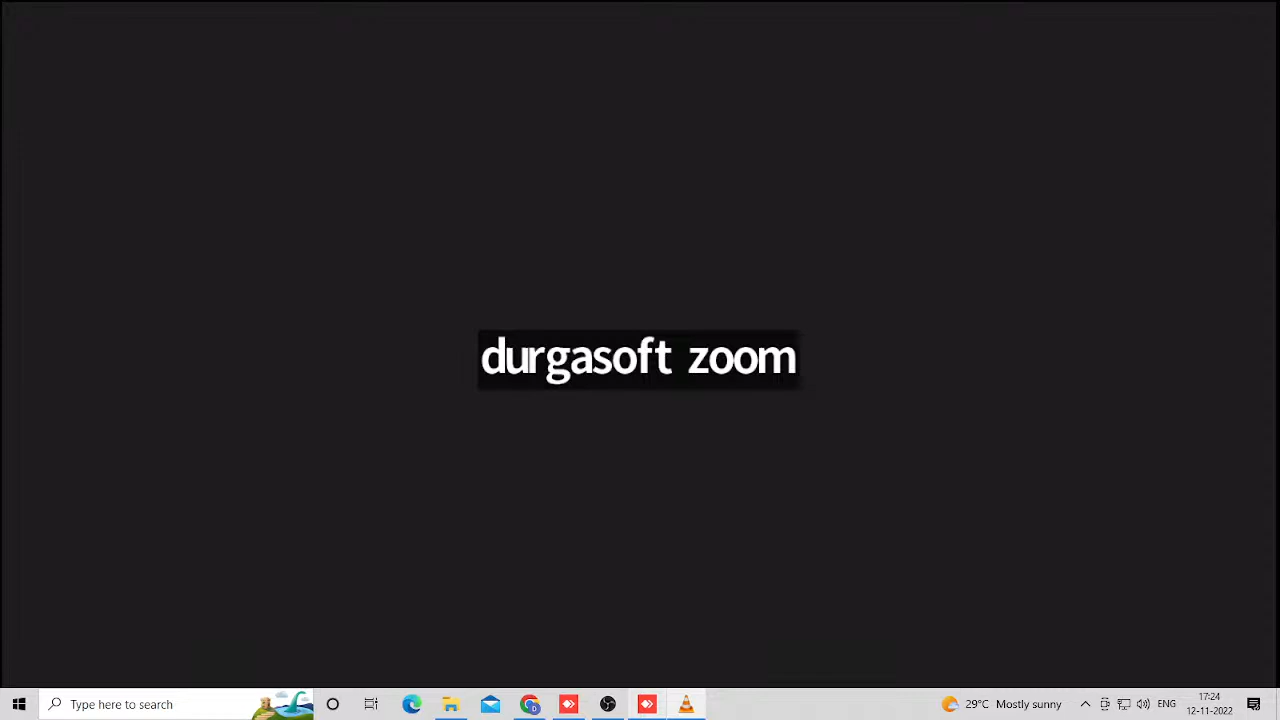 durgasoft zoom
Type here to search
29°C Mostly sunny
ENG
17:24
12-11-2022